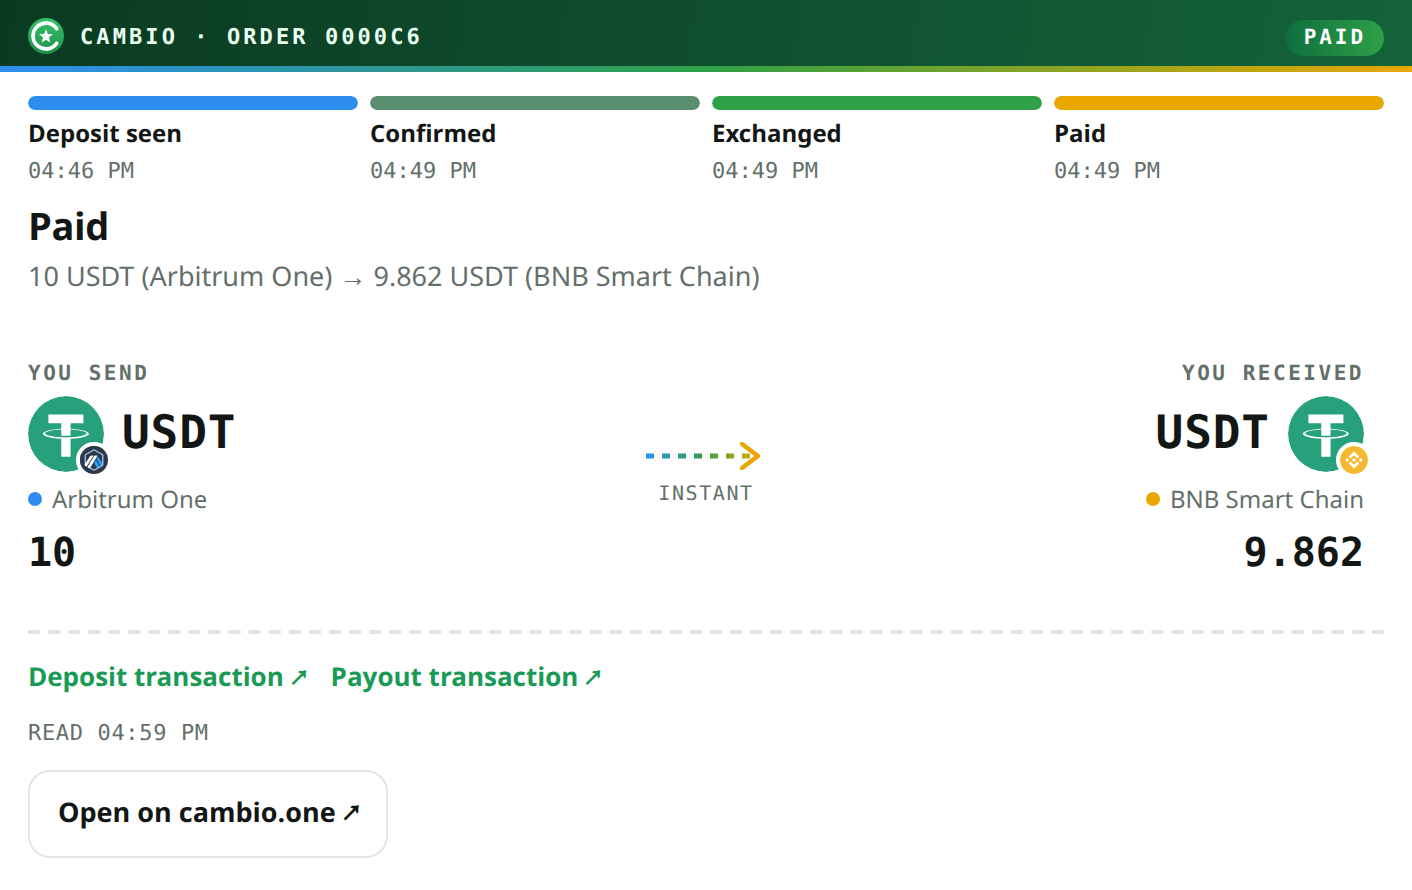 CAMBIO · ORDER 0000C6
PAID
Deposit seen
04:46 PM
Confirmed
04:49 PM
Exchanged
04:49 PM
Paid
04:49 PM
Paid
10 USDT (Arbitrum One) → 9.862 USDT (BNB Smart Chain)
YOU SEND
USDT
Arbitrum One
10
INSTANT
YOU RECEIVED
USDT
BNB Smart Chain
9.862
Deposit transaction ↗ Payout transaction ↗
READ 04:59 PM
Open on cambio.one ↗